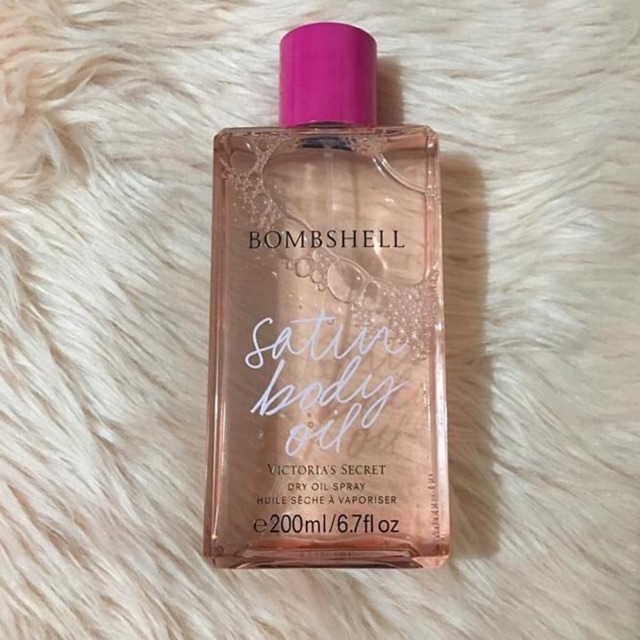 BOMBSHELL
satin
body
oil
VICTORIA'S SECRET
DRY OIL SPRAY
HUILE SÈCHE À VAPORISER
℮200ml/6.7fl oz